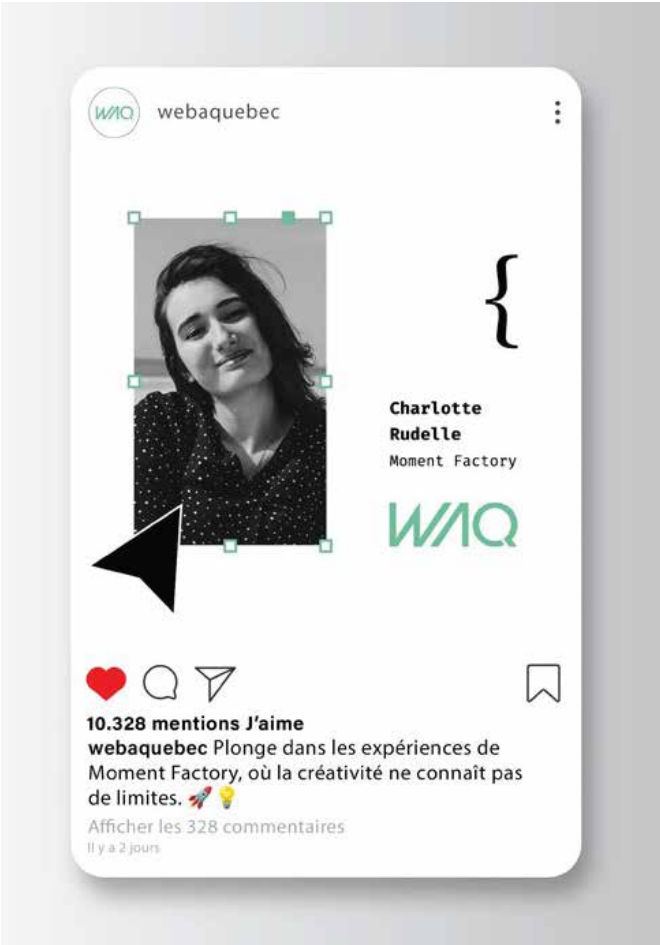 WAQ
webaquebec
{
Charlotte
Rudelle
Moment Factory
WAQ
10.328 mentions J’aime
webaquebec Plonge dans les expériences de
Moment Factory, où la créativité ne connaît pas
de limites. 🚀💡
Afficher les 328 commentaires
Il y a 2 jours